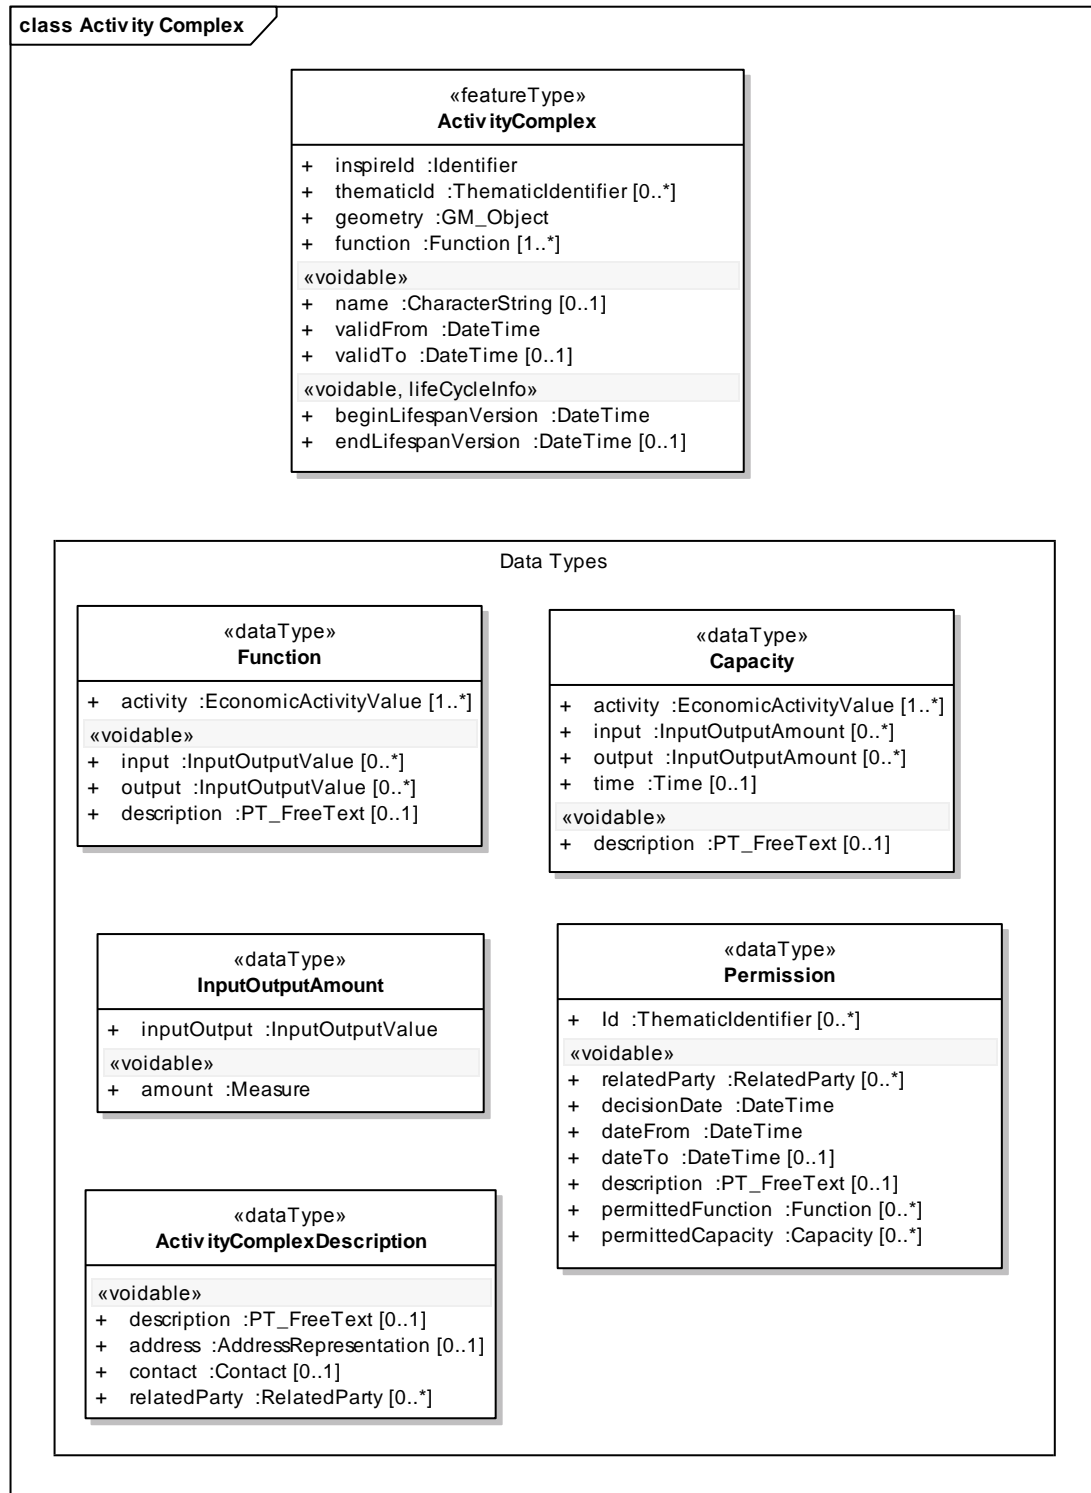 class Activity Complex
«featureType»
ActivityComplex
+ inspireId :Identifier
+ thematicId :ThematicIdentifier [0..*]
+ geometry :GM_Object
+ function :Function [1..*]
«voidable»
+ name :CharacterString [0..1]
+ validFrom :DateTime
+ validTo :DateTime [0..1]
«voidable, lifeCycleInfo»
+ beginLifespanVersion :DateTime
+ endLifespanVersion :DateTime [0..1]
Data Types
«dataType»
Function
+ activity :EconomicActivityValue [1..*]
«voidable»
+ input :InputOutputValue [0..*]
+ output :InputOutputValue [0..*]
+ description :PT_FreeText [0..1]
«dataType»
Capacity
+ activity :EconomicActivityValue [1..*]
+ input :InputOutputAmount [0..*]
+ output :InputOutputAmount [0..*]
+ time :Time [0..1]
«voidable»
+ description :PT_FreeText [0..1]
«dataType»
InputOutputAmount
+ inputOutput :InputOutputValue
«voidable»
+ amount :Measure
«dataType»
Permission
+ Id :ThematicIdentifier [0..*]
«voidable»
+ relatedParty :RelatedParty [0..*]
+ decisionDate :DateTime
+ dateFrom :DateTime
+ dateTo :DateTime [0..1]
+ description :PT_FreeText [0..1]
+ permittedFunction :Function [0..*]
+ permittedCapacity :Capacity [0..*]
«dataType»
ActivityComplexDescription
«voidable»
+ description :PT_FreeText [0..1]
+ address :AddressRepresentation [0..1]
+ contact :Contact [0..1]
+ relatedParty :RelatedParty [0..*]